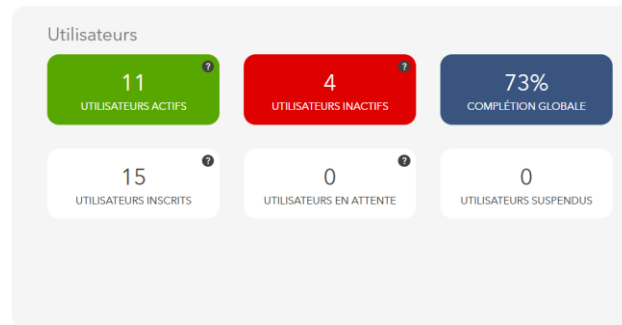 Utilisateurs
11
UTILISATEURS ACTIFS
?
4
UTILISATEURS INACTIFS
?
73%
COMPLÉTION GLOBALE
15
UTILISATEURS INSCRITS
?
0
UTILISATEURS EN ATTENTE
?
0
UTILISATEURS SUSPENDUS